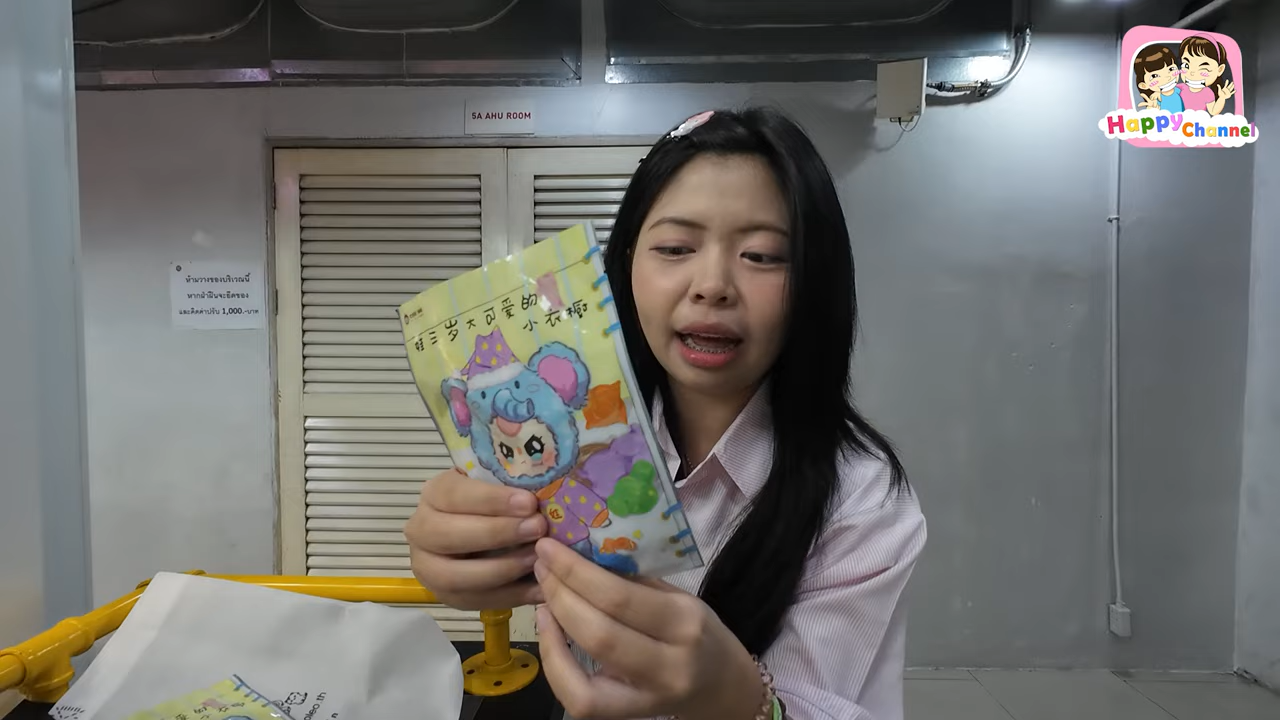 5A AHU ROOM
Happy
Channel
ห้ามวางของบริเวณนี้
หากฝ่าฝืนจะยึดของ
และคิดค่าปรับ 1,000.-บาท
娃三岁大可爱的
小衣橱